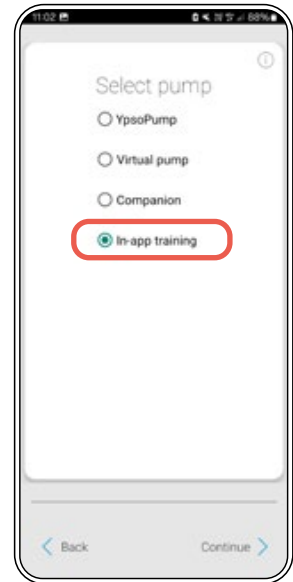 11:02 68%
Select pump
YpsoPump
Virtual pump
Companion
In-app training
Back Continue